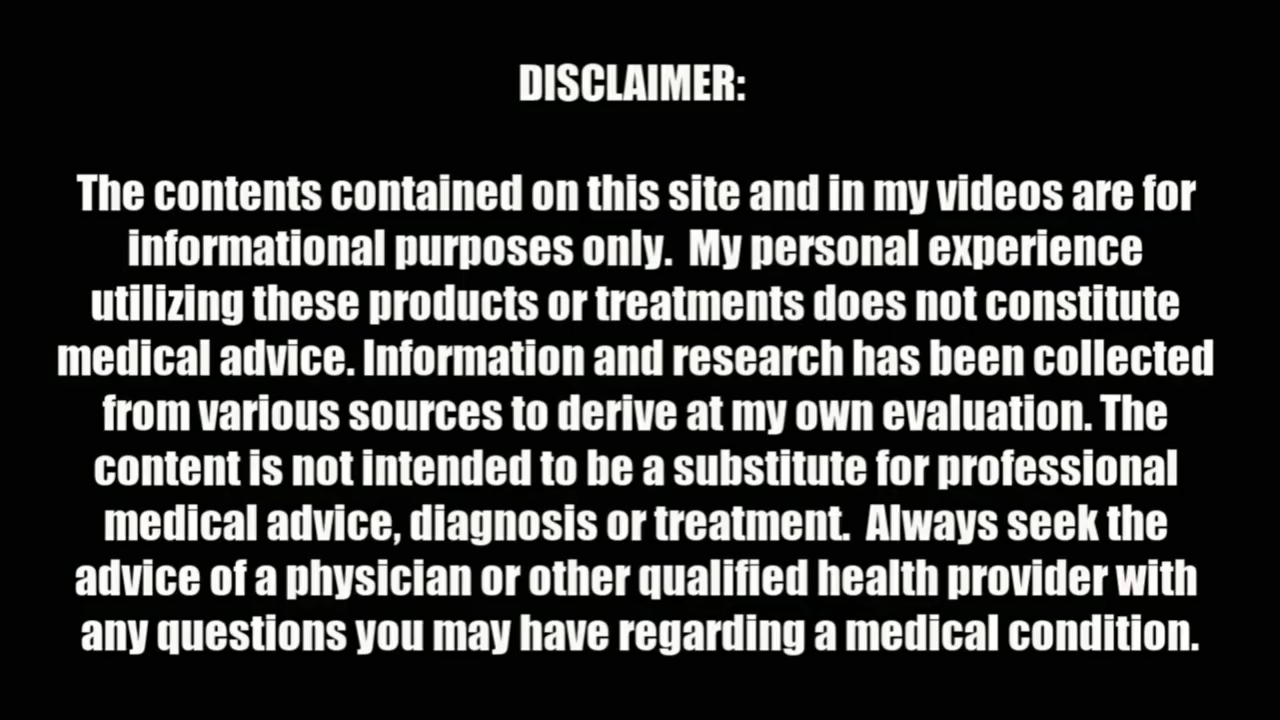 DISCLAIMER:
The contents contained on this site and in my videos are for
informational purposes only.  My personal experience
utilizing these products or treatments does not constitute
medical advice. Information and research has been collected
from various sources to derive at my own evaluation. The
content is not intended to be a substitute for professional
medical advice, diagnosis or treatment.  Always seek the
advice of a physician or other qualified health provider with
any questions you may have regarding a medical condition.